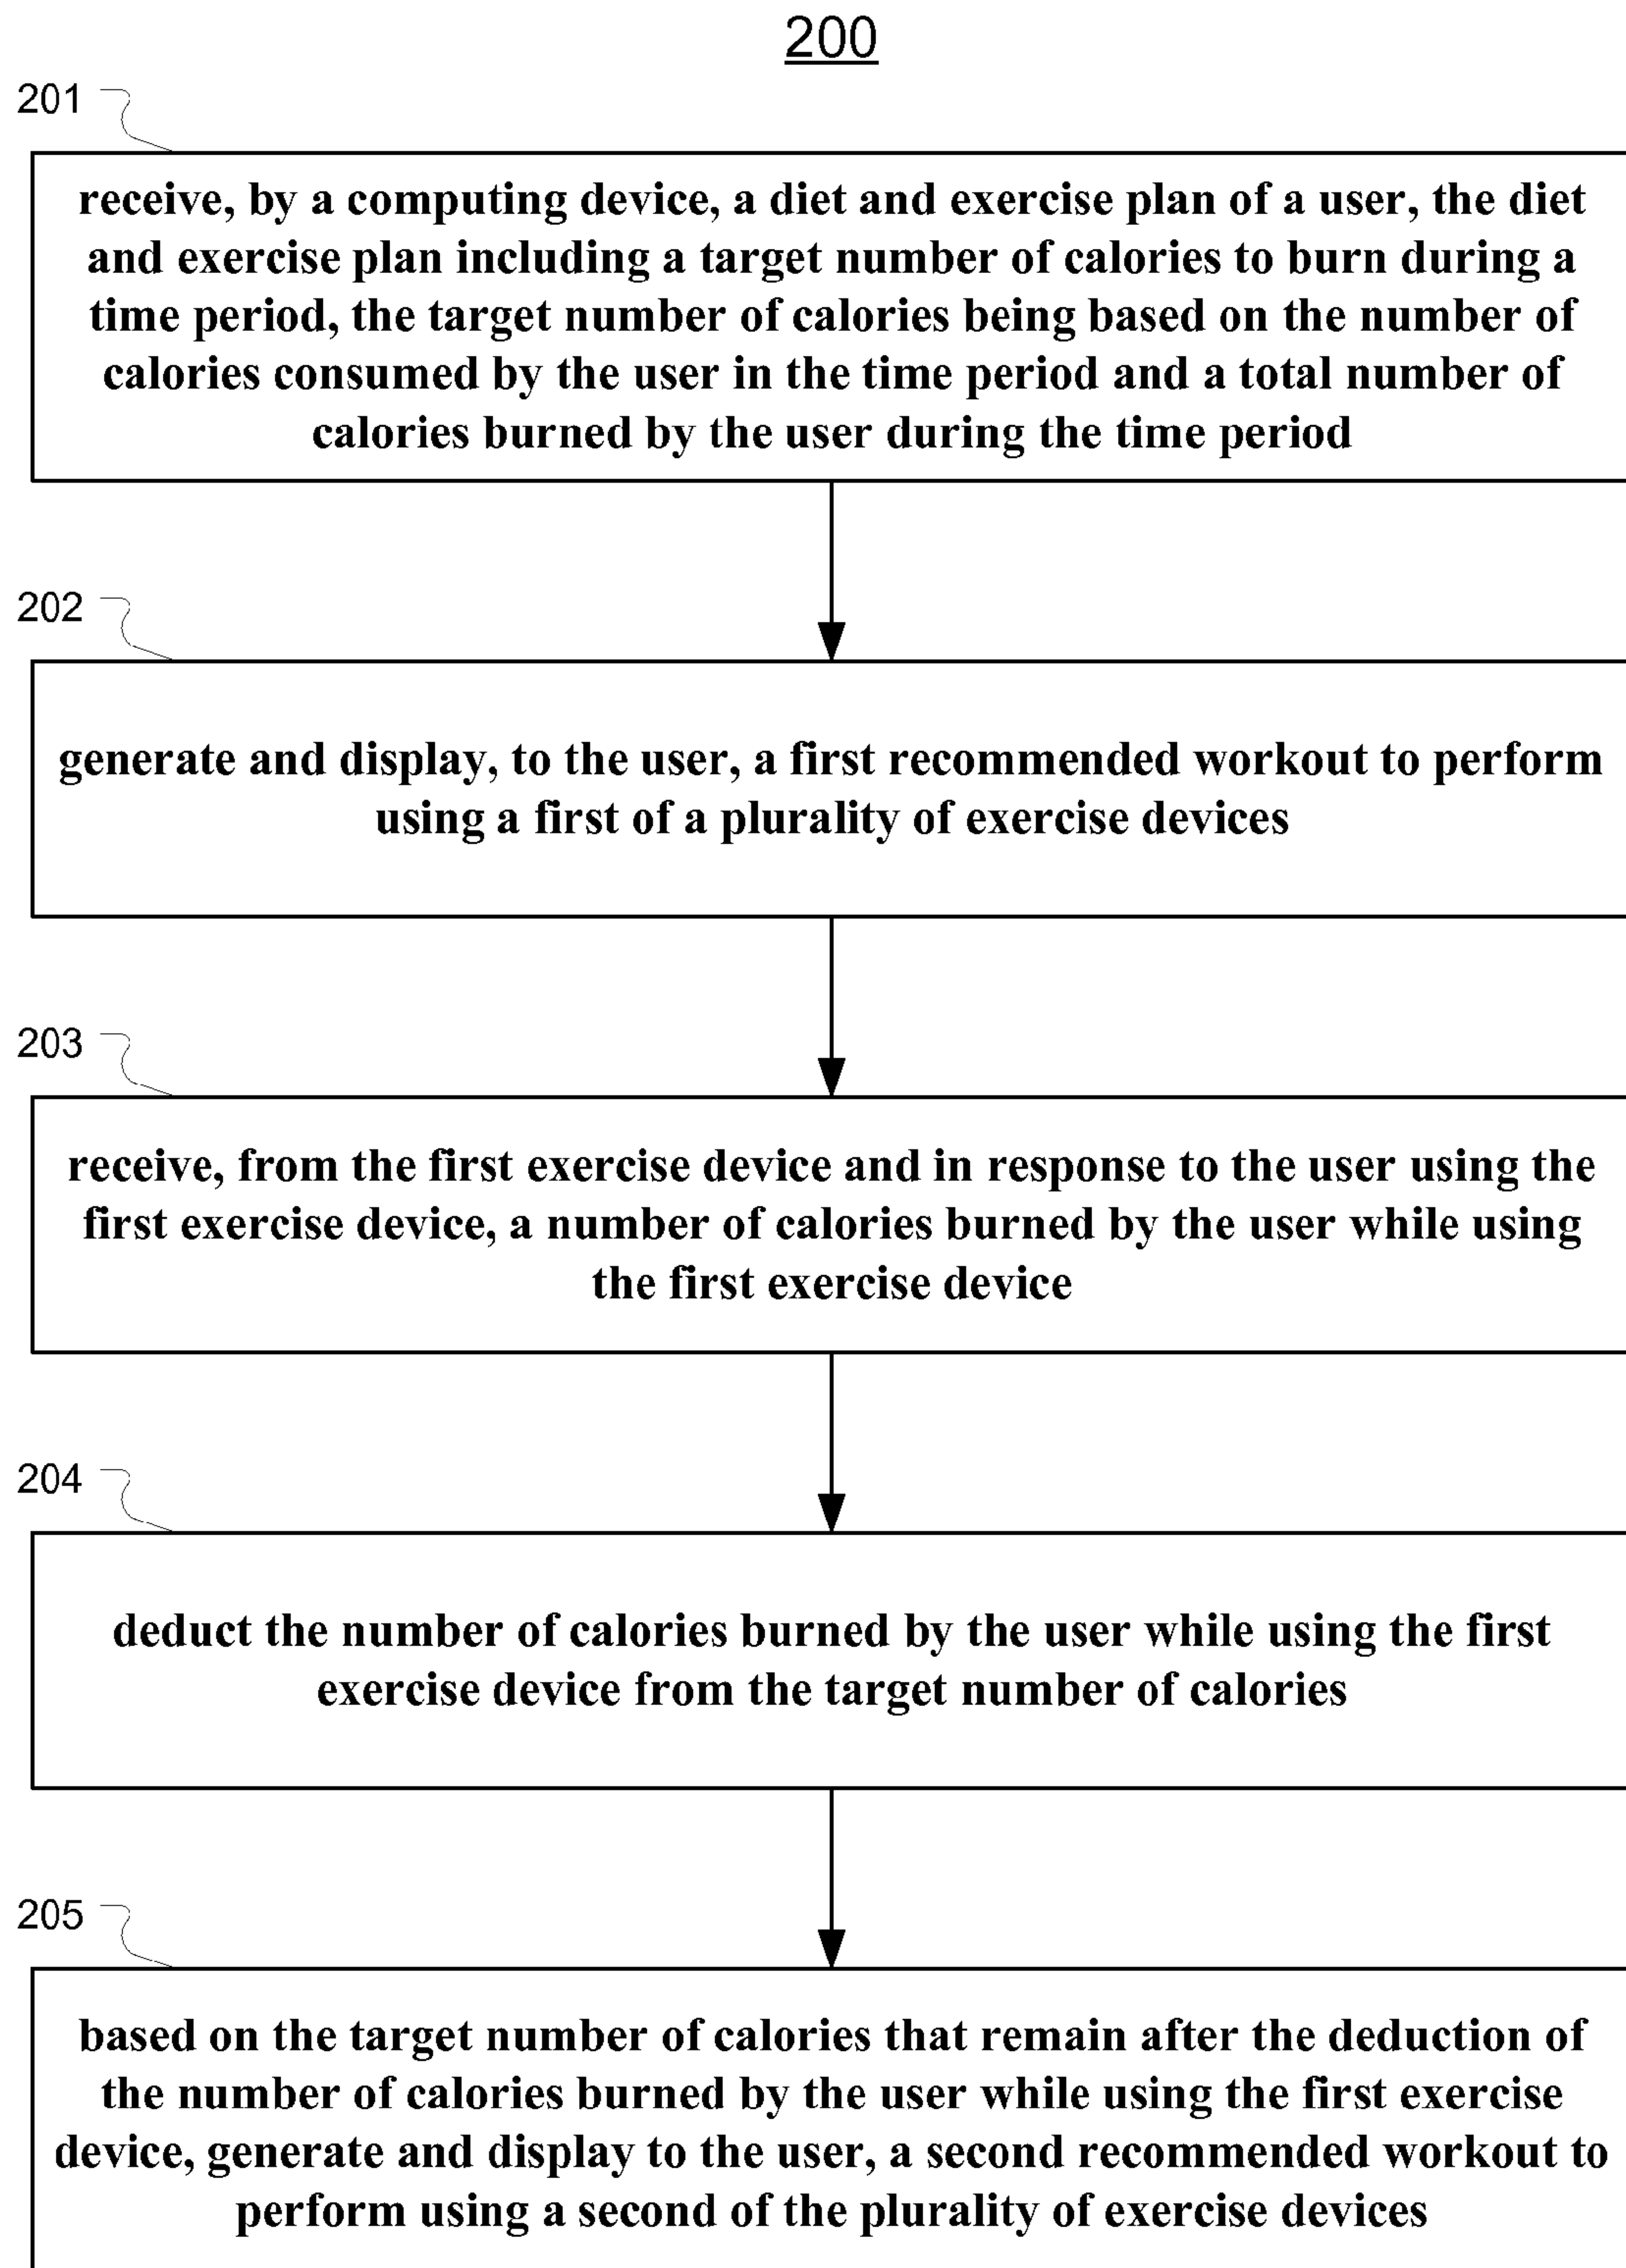 200
201
receive, by a computing device, a diet and exercise plan of a user, the diet
and exercise plan including a target number of calories to burn during a
time period, the target number of calories being based on the number of
calories consumed by the user in the time period and a total number of
calories burned by the user during the time period
202
generate and display, to the user, a first recommended workout to perform
using a first of a plurality of exercise devices
203
receive, from the first exercise device and in response to the user using the
first exercise device, a number of calories burned by the user while using
the first exercise device
204
deduct the number of calories burned by the user while using the first
exercise device from the target number of calories
205
based on the target number of calories that remain after the deduction of
the number of calories burned by the user while using the first exercise
device, generate and display to the user, a second recommended workout to
perform using a second of the plurality of exercise devices